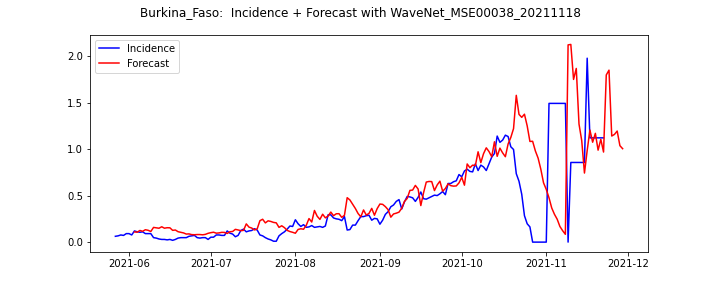 Burkina_Faso:  Incidence + Forecast with WaveNet_MSE00038_20211118
Incidence
Forecast
2.0
1.5
1.0
0.5
0.0
2021-06 2021-07 2021-08 2021-09 2021-10 2021-11 2021-12